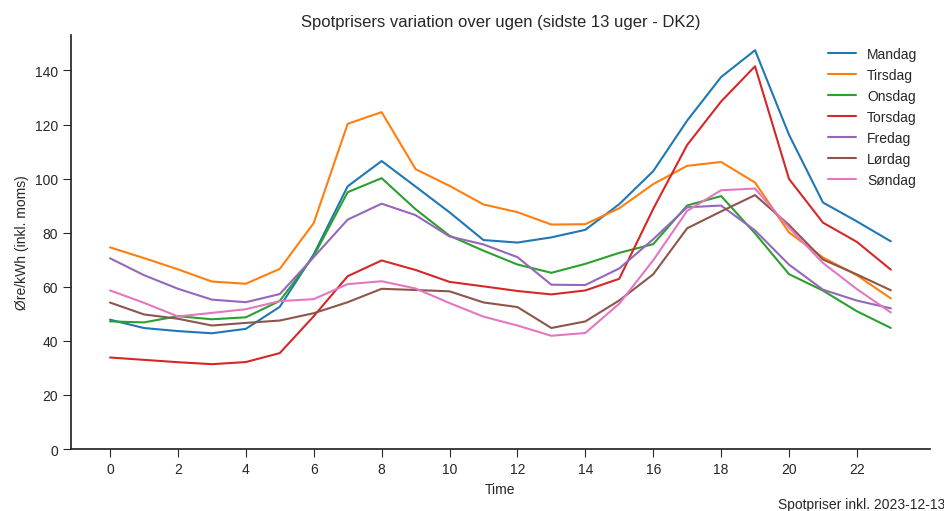 Spotprisers variation over ugen (sidste 13 uger - DK2)
Øre/kWh (inkl. moms)
140
120
100
80
60
40
20
0
0 2 4 6 8 10 12 14 16 18 20 22
Time
Mandag
Tirsdag
Onsdag
Torsdag
Fredag
Lørdag
Søndag
Spotpriser inkl. 2023-12-13